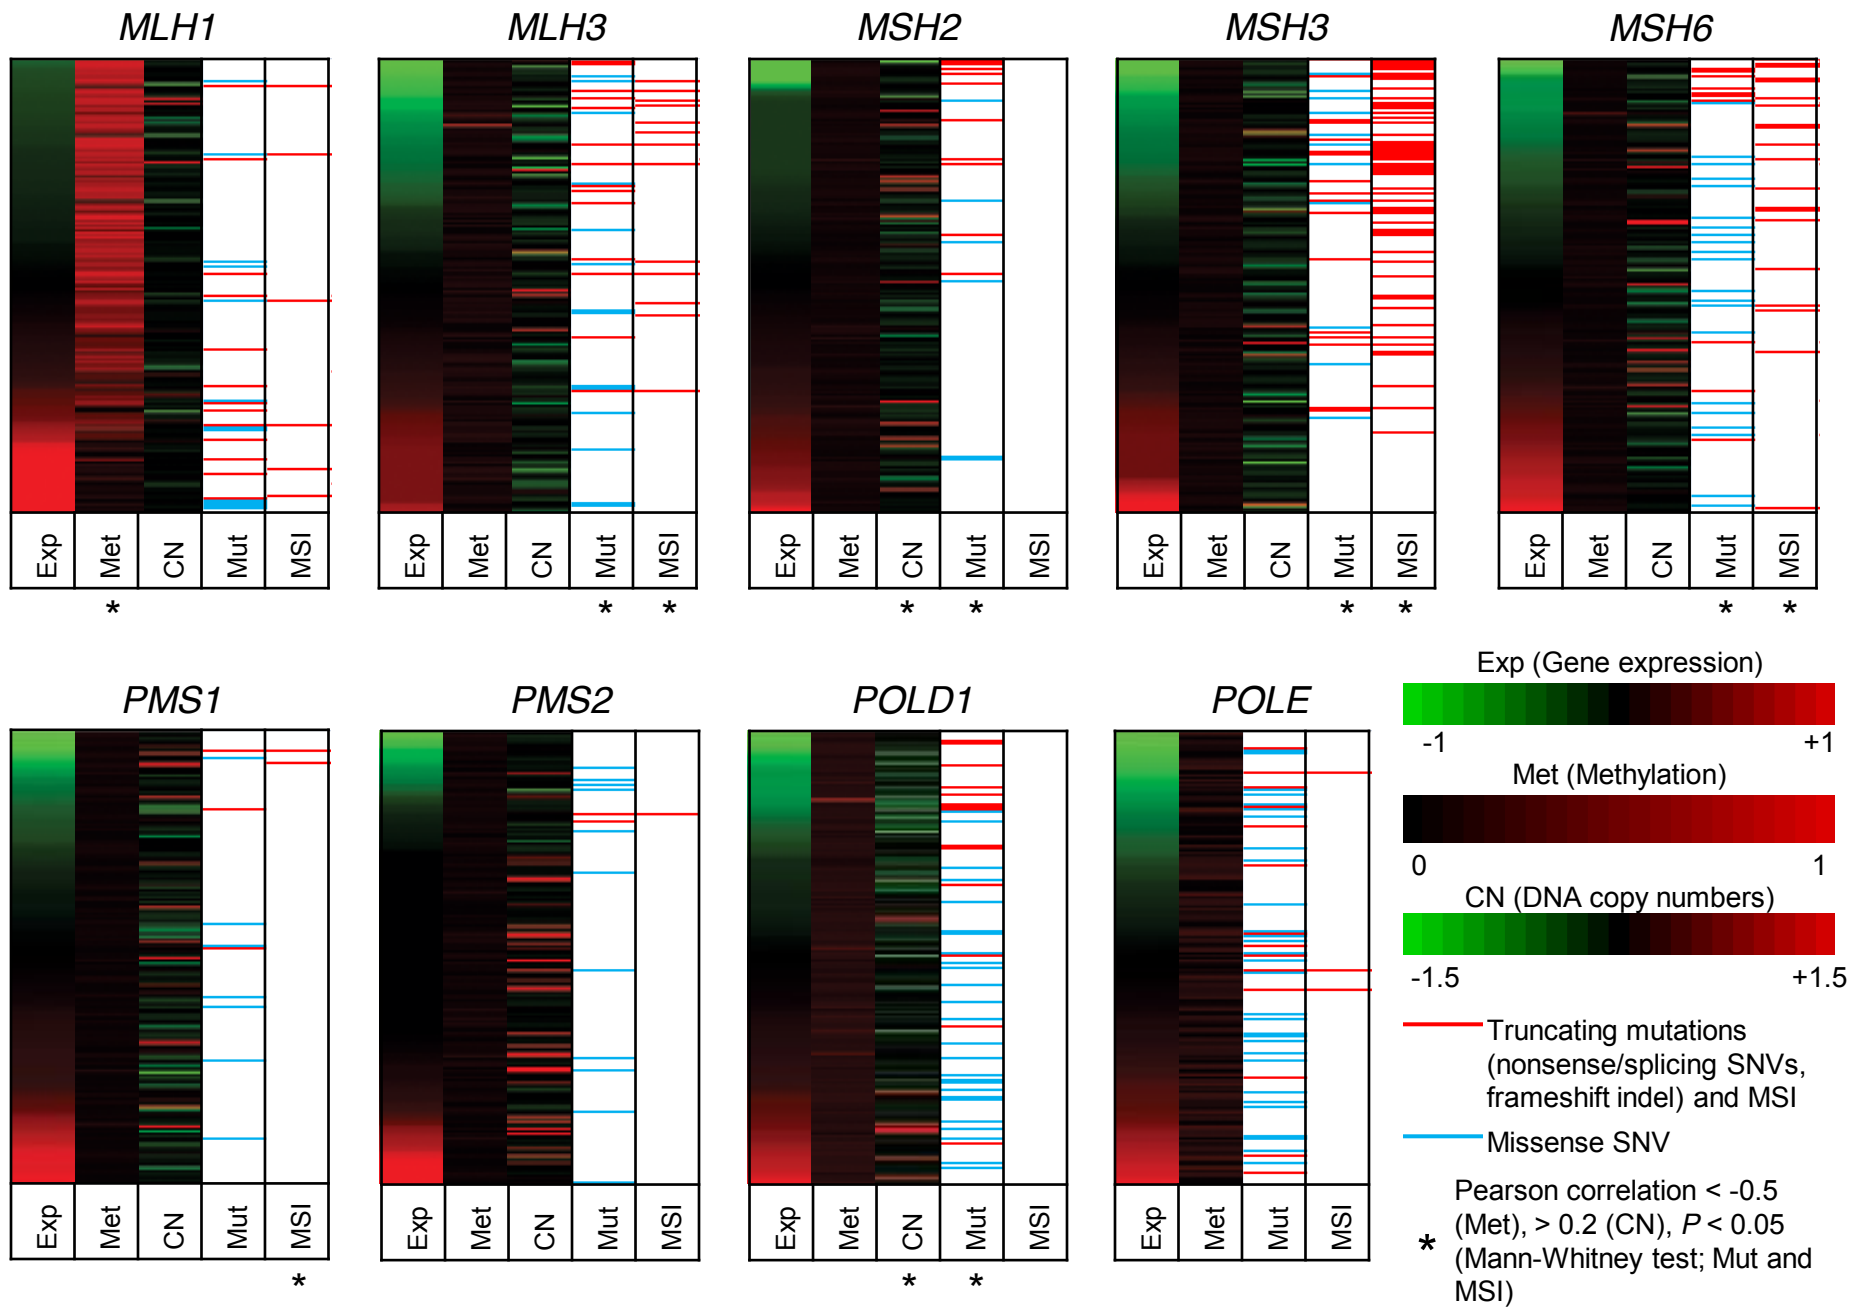 MLH1 MLH3 MSH2 MSH3 MSH6
Exp Met CN Mut MSI Exp Met CN Mut MSI Exp Met CN Mut MSI Exp Met CN Mut MSI Exp Met CN Mut MSI
* * * * * * * * *
PMS1 PMS2 POLD1 POLE
Exp Met CN Mut MSI Exp Met CN Mut MSI Exp Met CN Mut MSI Exp Met Mut MSI
* * *
Exp (Gene expression)
-1 +1
Met (Methylation)
0 1
CN (DNA copy numbers)
-1.5 +1.5
Truncating mutations
(nonsense/splicing SNVs,
frameshift indel) and MSI
Missense SNV
Pearson correlation < -0.5
(Met), > 0.2 (CN), P < 0.05
* (Mann-Whitney test; Mut and
MSI)